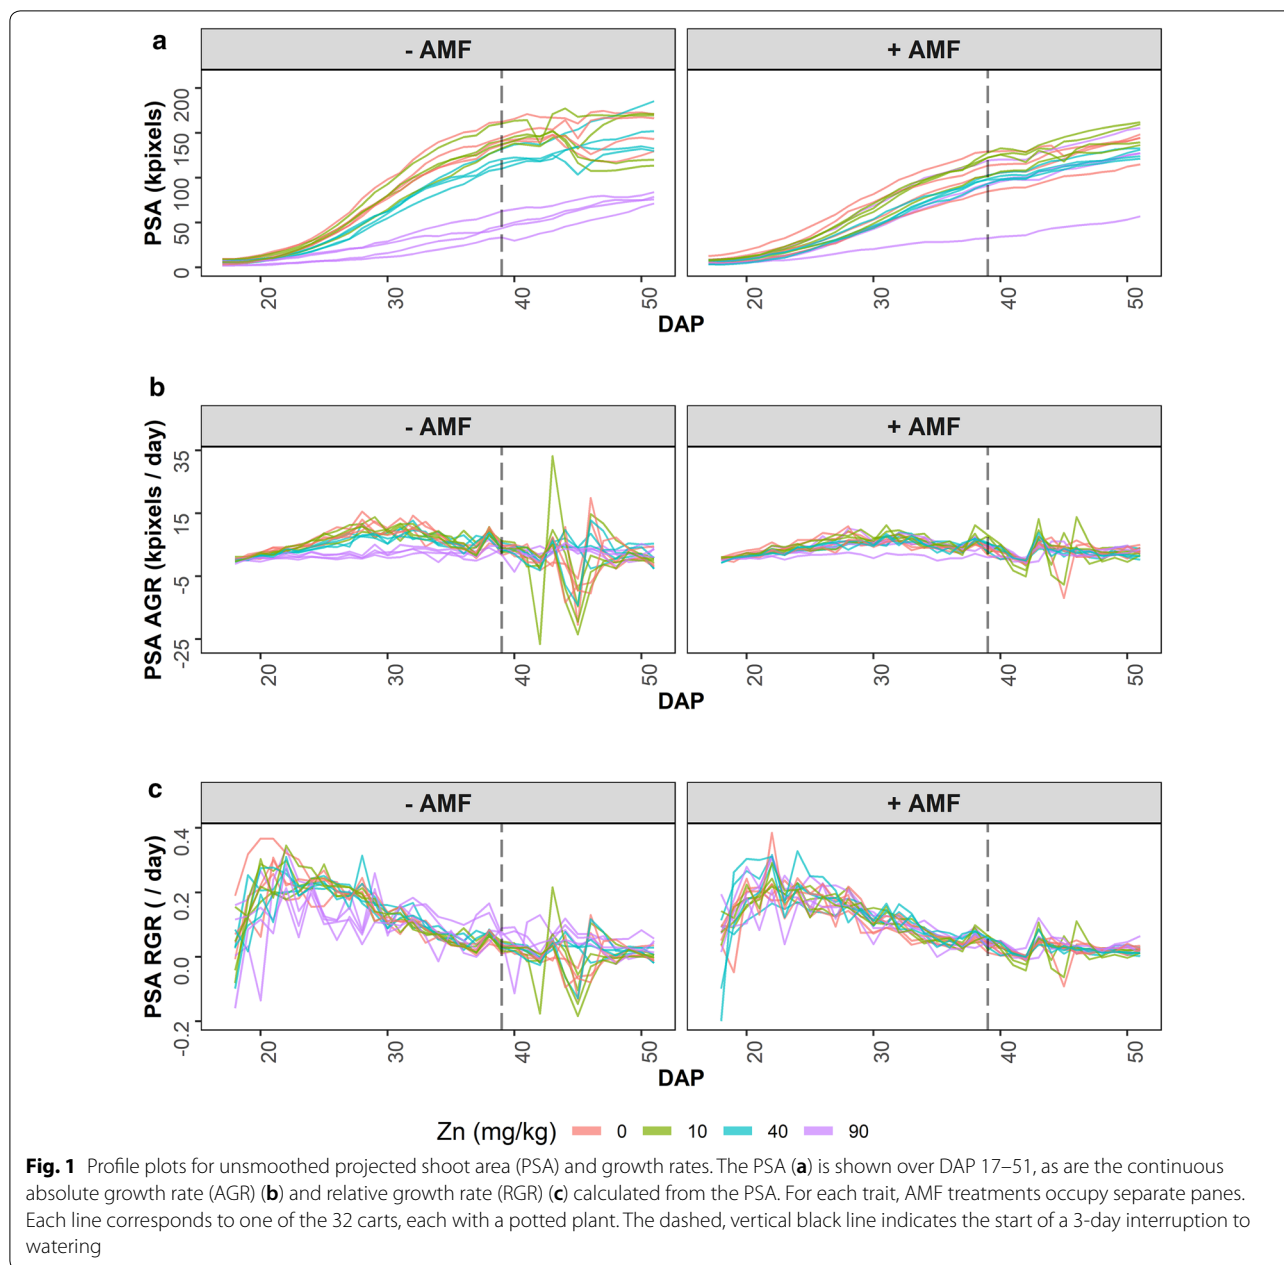 a
- AMF
+ AMF
PSA (kpixels)
200
150
100
50
0
20
30
40
50
20
30
40
50
DAP
DAP
b
- AMF
+ AMF
PSA AGR (kpixels / day)
35
15
-5
-25
20
30
40
50
20
30
40
50
DAP
DAP
c
- AMF
+ AMF
PSA RGR ( / day)
0.4
0.2
0.0
-0.2
20
30
40
50
20
30
40
50
DAP
DAP
Zn (mg/kg) 0 10 40 90
Fig. 1 Profile plots for unsmoothed projected shoot area (PSA) and growth rates. The PSA (a) is shown over DAP 17–51, as are the continuous
absolute growth rate (AGR) (b) and relative growth rate (RGR) (c) calculated from the PSA. For each trait, AMF treatments occupy separate panes.
Each line corresponds to one of the 32 carts, each with a potted plant. The dashed, vertical black line indicates the start of a 3-day interruption to
watering